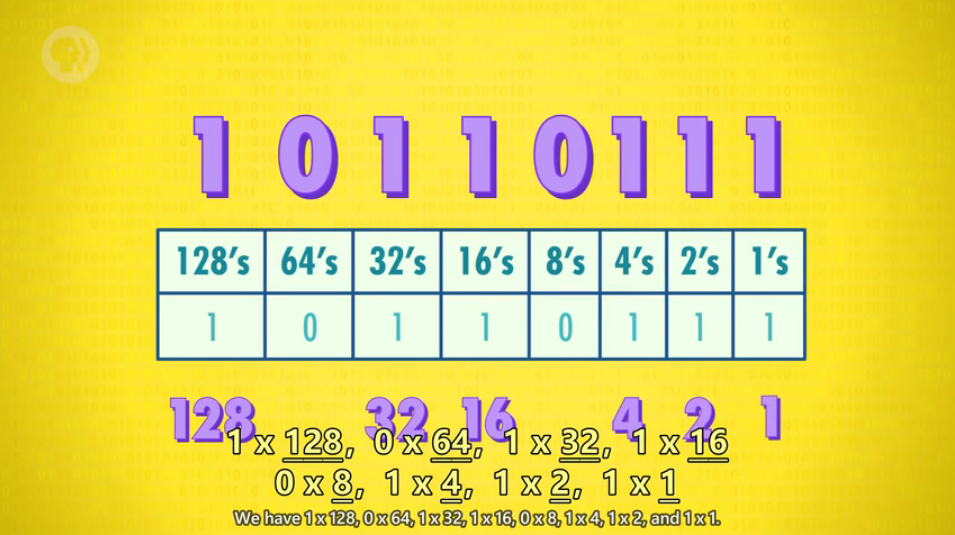 1 0 1 1 0 1 1 1
128's 64's 32's 16's 8's 4's 2's 1's
1 0 1 1 0 1 1 1
128 32 16 4 2 1
1 x 128, 0 x 64, 1 x 32, 1 x 16
0 x 8, 1 x 4, 1 x 2, 1 x 1
We have 1 x 128, 0 x 64, 1 x 32, 1 x 16, 0 x 8, 1 x 4, 1 x 2, and 1 x 1.